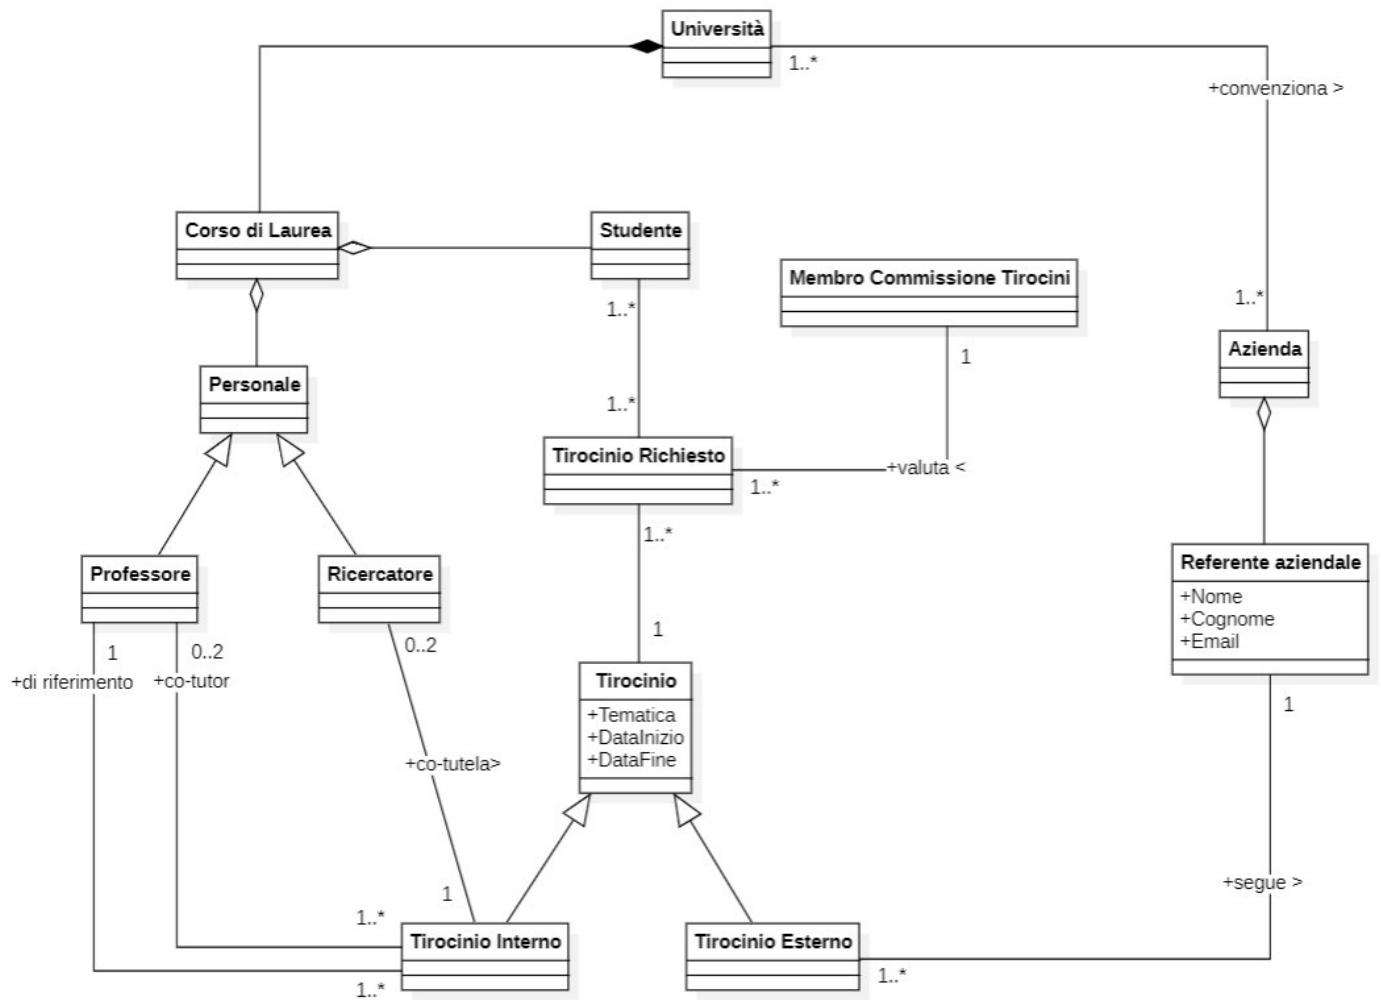 Università
1..*
+convenziona >
Corso di Laurea
Studente
Membro Commissione Tirocini
1..*
1..*
Azienda
1
Personale
1..*
Tirocinio Richiesto
+valuta <
1..*
1..*
Professore
Ricercatore
Referente aziendale
+Nome
+Cognome
+Email
1
0..2
0..2
1
+di riferimento
+co-tutor
Tirocinio
+Tematica
+DataInizio
+DataFine
1
+co-tutela>
+segue >
1
1..*
Tirocinio Interno
Tirocinio Esterno
1..*
1..*